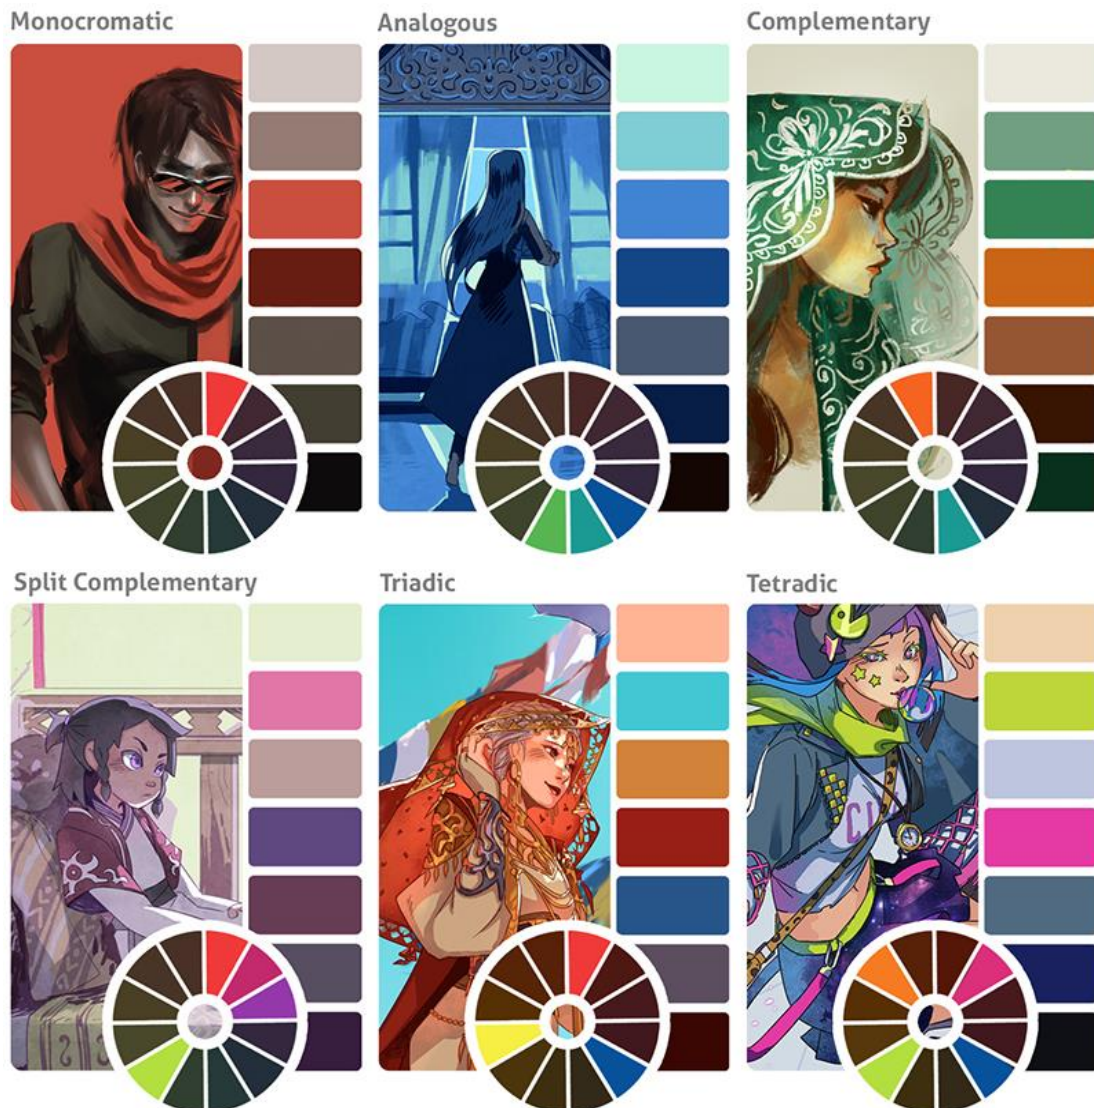 Monocromatic
Analogous
Complementary
Split Complementary
Triadic
Tetradic